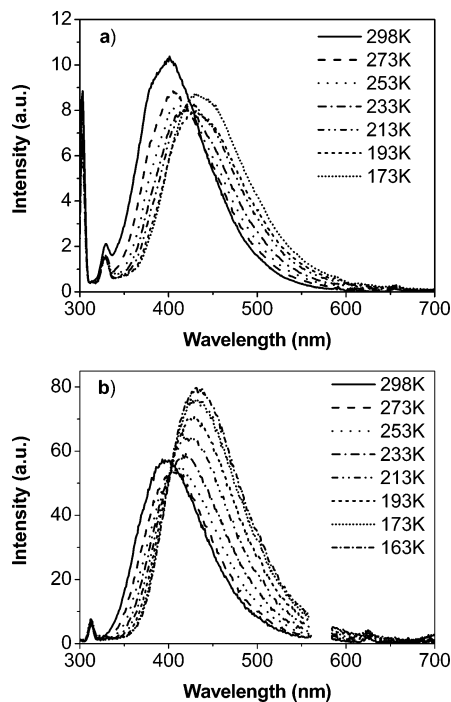 a)
298K
273K
253K
233K
213K
193K
173K
12
10
8
6
4
2
0
Intensity (a.u.)
300 400 500 600 700
Wavelength (nm)
b)
298K
273K
253K
233K
213K
193K
173K
163K
80
60
40
20
0
Intensity (a.u.)
300 400 500 600 700
Wavelength (nm)